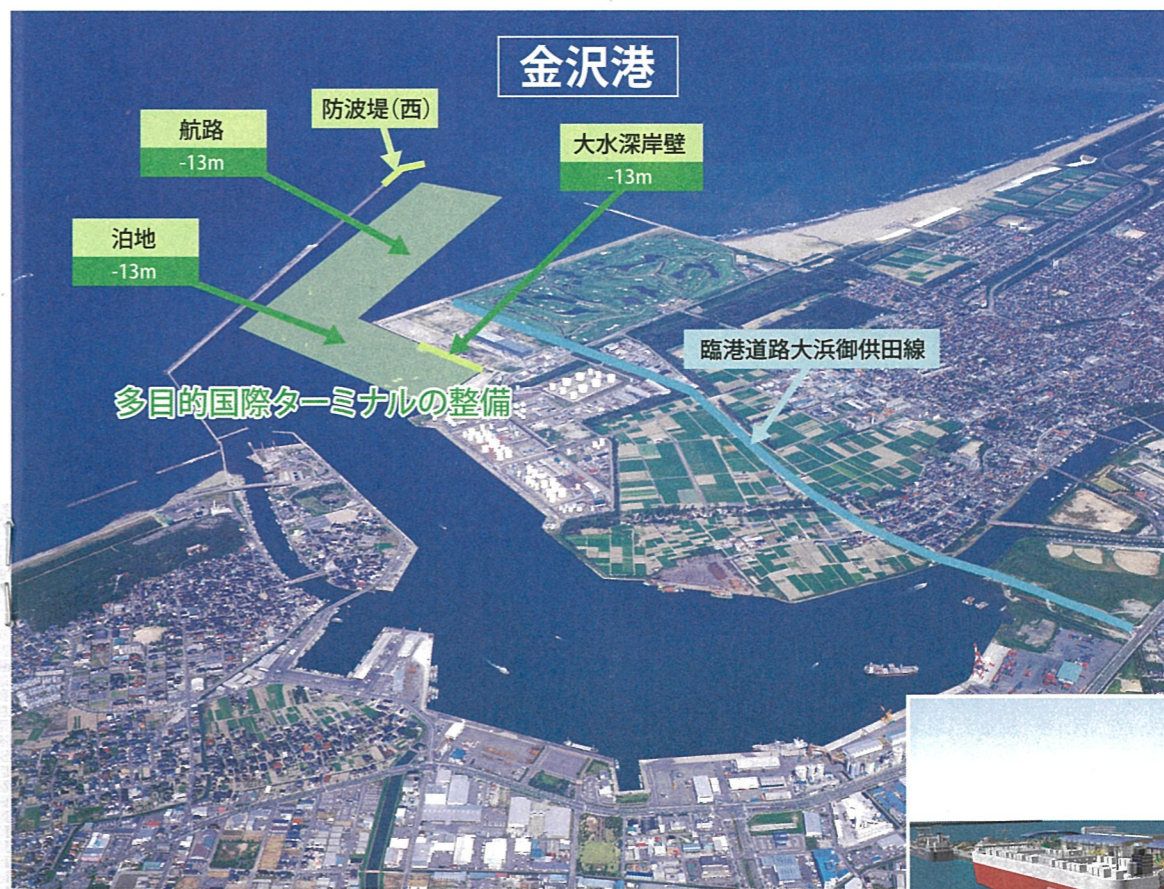 金沢港
防波堤(西)
航路
-13m
大水深岸壁
-13m
泊地
-13m
臨港道路大浜御供田線
多目的国際ターミナルの整備